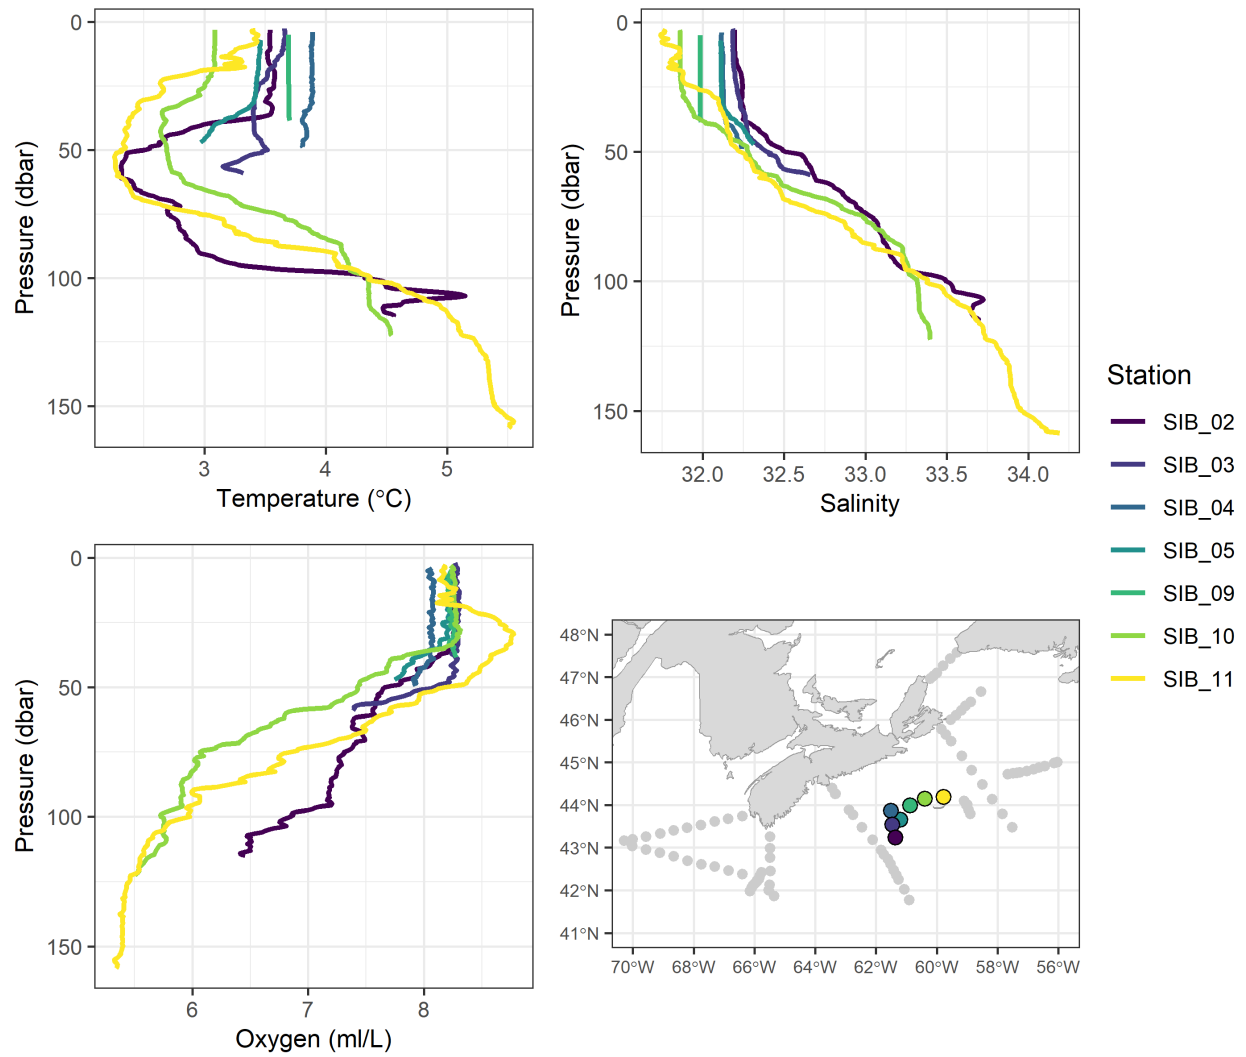 0
50
100
150
Pressure (dbar)
3
4
5
Temperature (°C)
0
50
100
150
Pressure (dbar)
32.0
32.5
33.0
33.5
34.0
Salinity
0
50
100
150
Pressure (dbar)
6
7
8
Oxygen (ml/L)
48°N
47°N
46°N
45°N
44°N
43°N
42°N
41°N
70°W
68°W
66°W
64°W
62°W
60°W
58°W
56°W
Station
SIB_02
SIB_03
SIB_04
SIB_05
SIB_09
SIB_10
SIB_11